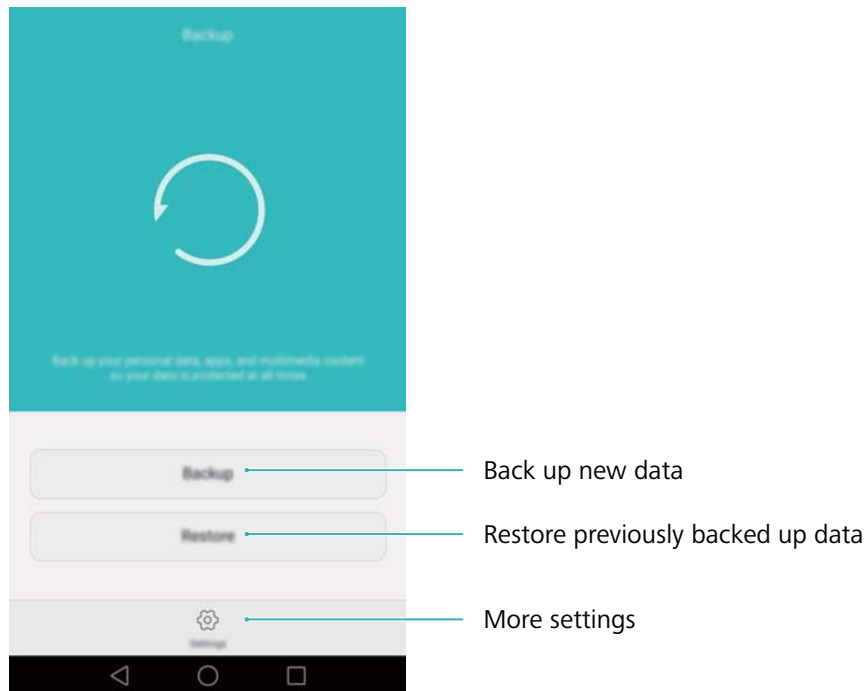 Backup
Back up your personal data, apps, and multimedia content
so your data is protected at all times
Backup
Back up new data
Restore
Restore previously backed up data
More settings
Settings